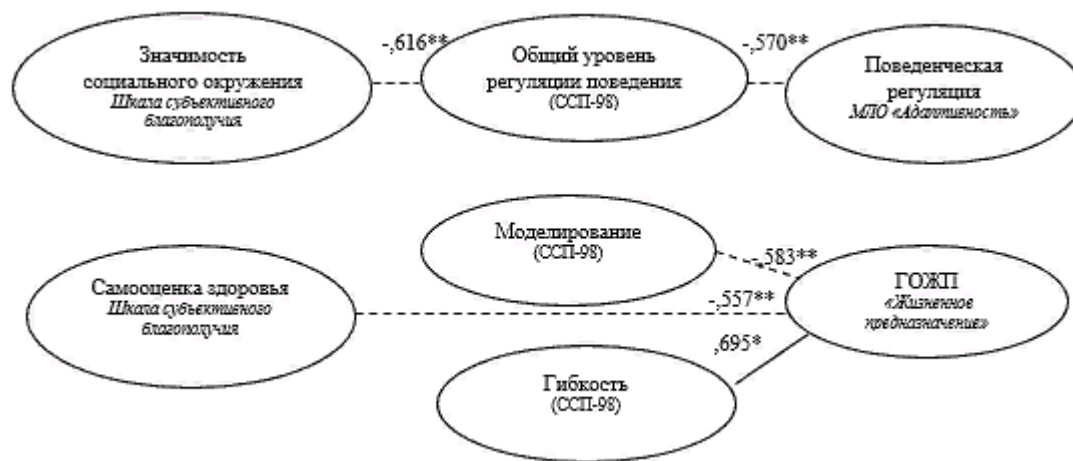 -,616**
-,570**
Значимость
социального окружения
Шкала субъективного
благополучия
Общий уровень
регуляции поведения
(ССП-98)
Поведенческая
регуляция
МЛО «Адаптивность»
Моделирование
(ССП-98)
-,583**
Самооценка здоровья
Шкала субъективного
благополучия
-,557**
ГОЖП
«Жизненное
предназначение»
,695*
Гибкость
(ССП-98)